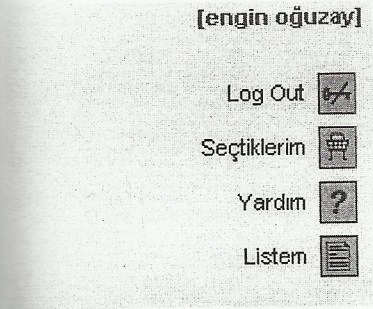 [engin oğuzay]
Log Out
Seçtiklerim
Yardım
?
Listem